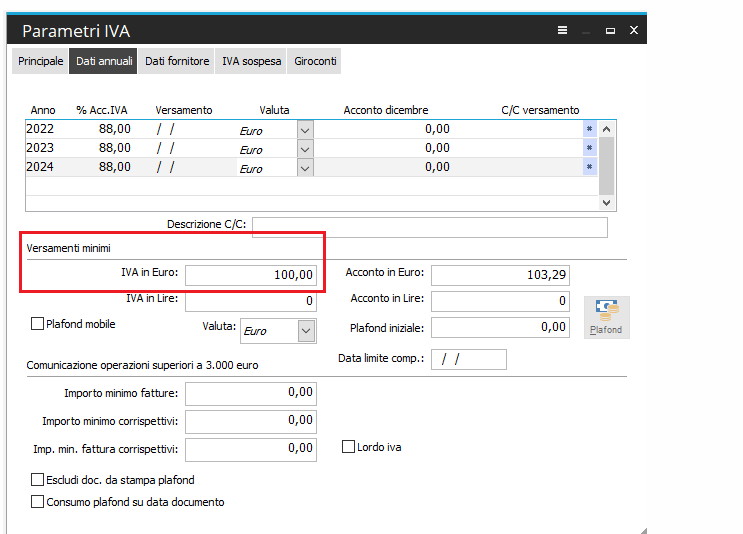 Parametri IVA
Principale Dati annuali Dati fornitore IVA sospesa Giroconti
Anno % Acc.IVA Versamento Valuta Acconto dicembre C/C versamento
2022 88,00 / / Euro 0,00 *
2023 88,00 / / Euro 0,00 *
2024 88,00 / / Euro 0,00 *
Descrizione C/C:
Versamenti minimi
IVA in Euro: 100,00 Acconto in Euro: 103,29
IVA in Lire: 0 Acconto in Lire: 0
Plafond mobile Valuta: Euro Plafond iniziale: 0,00 Plafond
Comunicazione operazioni superiori a 3.000 euro Data limite comp.: / /
Importo minimo fatture: 0,00
Importo minimo corrispettivi: 0,00
Imp. min. fattura corrispettivi: 0,00 Lordo iva
Escludi doc. da stampa plafond
Consumo plafond su data documento